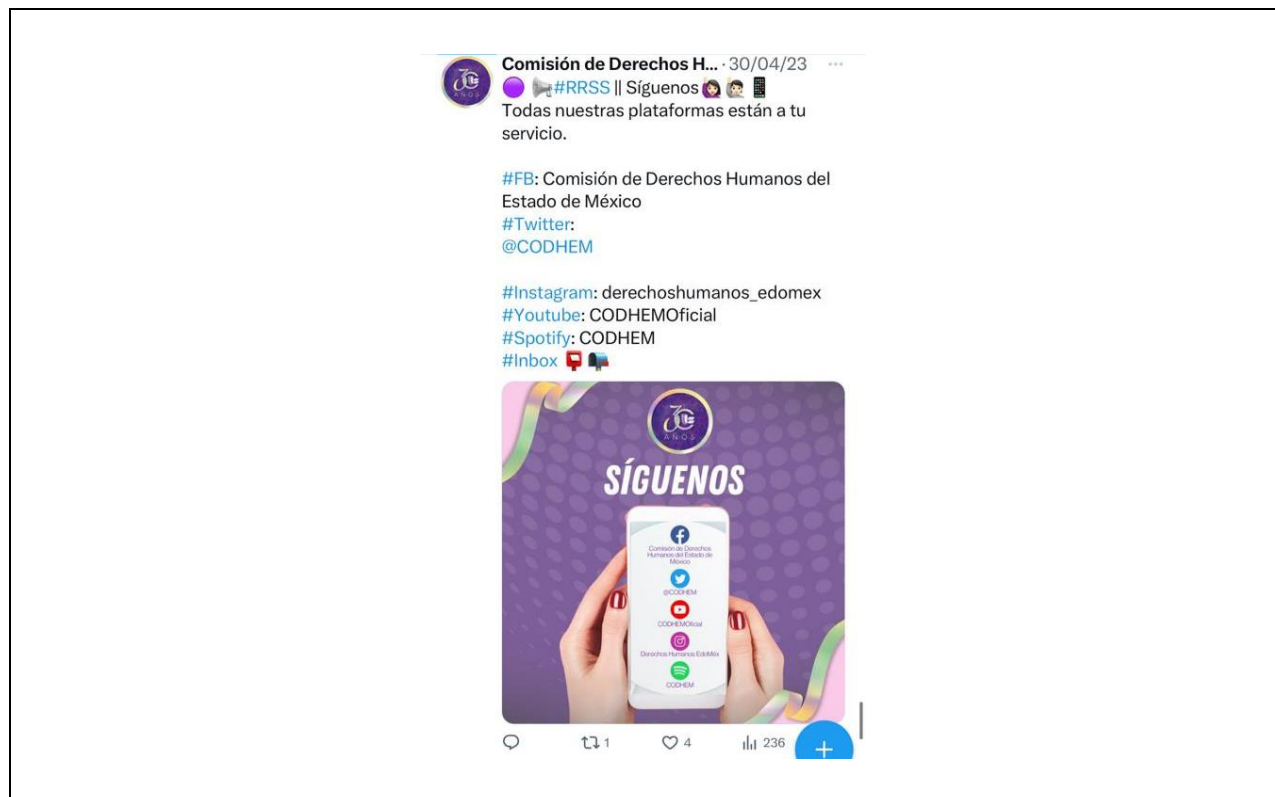 Comisión de Derechos H... · 30/04/23 ...
#RRSS || Síguenos
Todas nuestras plataformas están a tu
servicio.
#FB: Comisión de Derechos Humanos del
Estado de México
#Twitter:
@CODHEM
#Instagram: derechoshumanos_edomex
#Youtube: CODHEMOficial
#Spotify: CODHEM
#Inbox
30
AÑOS
SÍGUENOS
Comisión de Derechos
Humanos del Estado de
México
@CODHEM
CODHEMOficial
Derechos Humanos EdoMéx
CODHEM
1
4
236